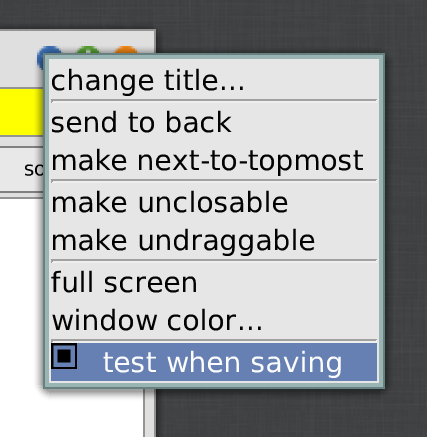 change title...
send to back
make next-to-topmost
make unclosable
make undraggable
full screen
window color...
test when saving
so